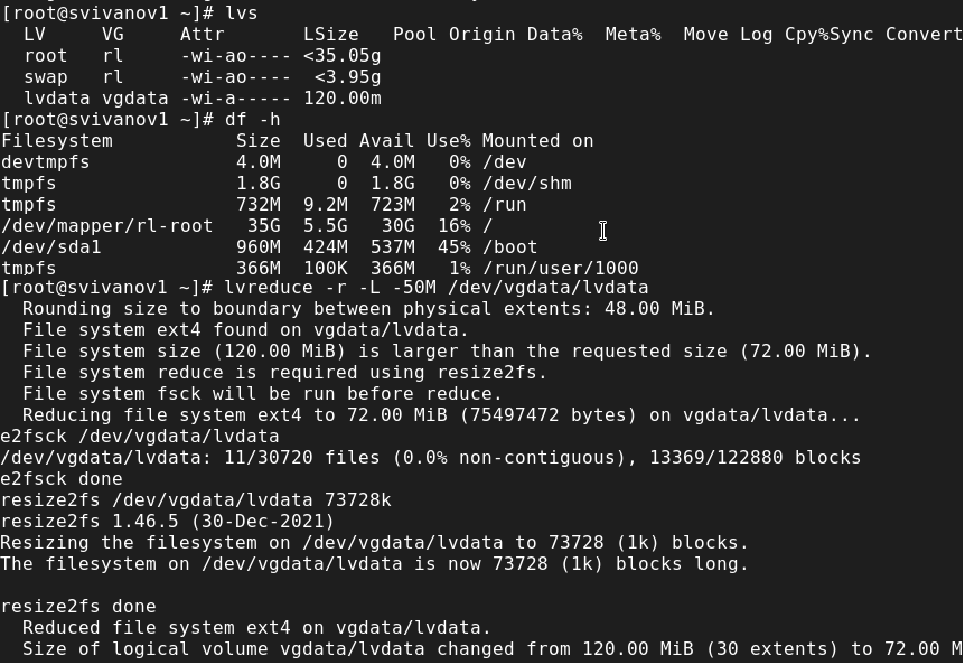 [root@svivanov1 ~]# lvs
  LV     VG     Attr       LSize   Pool Origin Data%  Meta%  Move Log Cpy%Sync Convert
  root   rl     -wi-ao---- <35.05g
  swap   rl     -wi-ao----  <3.95g
  lvdata vgdata -wi-a----- 120.00m
[root@svivanov1 ~]# df -h
Filesystem           Size  Used Avail Use% Mounted on
devtmpfs             4.0M     0  4.0M   0% /dev
tmpfs                1.8G     0  1.8G   0% /dev/shm
tmpfs                732M  9.2M  723M   2% /run
/dev/mapper/rl-root   35G  5.5G   30G  16% /
/dev/sda1            960M  424M  537M  45% /boot
tmpfs                366M  100K  366M   1% /run/user/1000
[root@svivanov1 ~]# lvreduce -r -L -50M /dev/vgdata/lvdata
  Rounding size to boundary between physical extents: 48.00 MiB.
  File system ext4 found on vgdata/lvdata.
  File system size (120.00 MiB) is larger than the requested size (72.00 MiB).
  File system reduce is required using resize2fs.
  File system fsck will be run before reduce.
  Reducing file system ext4 to 72.00 MiB (75497472 bytes) on vgdata/lvdata...
e2fsck /dev/vgdata/lvdata
/dev/vgdata/lvdata: 11/30720 files (0.0% non-contiguous), 13369/122880 blocks
e2fsck done
resize2fs /dev/vgdata/lvdata 73728k
resize2fs 1.46.5 (30-Dec-2021)
Resizing the filesystem on /dev/vgdata/lvdata to 73728 (1k) blocks.
The filesystem on /dev/vgdata/lvdata is now 73728 (1k) blocks long.

resize2fs done
  Reduced file system ext4 on vgdata/lvdata.
  Size of logical volume vgdata/lvdata changed from 120.00 MiB (30 extents) to 72.00 M